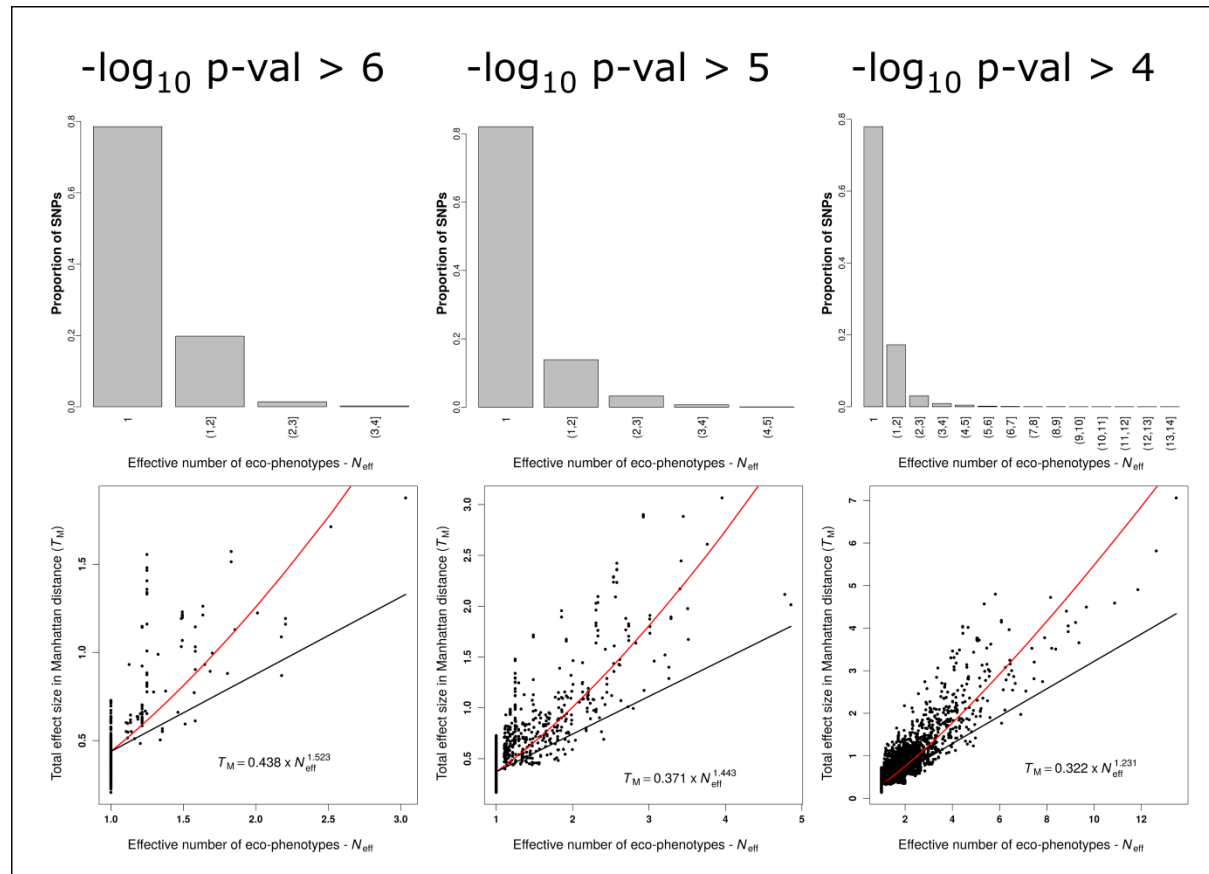 -log10 p-val > 6
-log10 p-val > 5
-log10 p-val > 4
Proportion of SNPs
0.0 0.2 0.4 0.6 0.8
1 (1,2] (2,3] (3,4]
Effective number of eco-phenotypes - Neff
Proportion of SNPs
0.0 0.2 0.4 0.6 0.8
1 (1,2] (2,3] (3,4] (4,5]
Effective number of eco-phenotypes - Neff
Proportion of SNPs
0.0 0.2 0.4 0.6 0.8
1 (1,2] (2,3] (3,4] (4,5] (5,6] (6,7] (7,8] (8,9] (9,10] (10,11] (11,12] (12,13] (13,14]
Effective number of eco-phenotypes - Neff
Total effect size in Manhattan distance (TM)
0.5 1.0 1.5
TM = 0.438 x Neff^1.523
1.0 1.5 2.0 2.5 3.0
Effective number of eco-phenotypes - Neff
Total effect size in Manhattan distance (TM)
0.5 1.0 1.5 2.0 2.5 3.0
TM = 0.371 x Neff^1.443
1 2 3 4 5
Effective number of eco-phenotypes - Neff
Total effect size in Manhattan distance (TM)
0 1 2 3 4 5 6 7
TM = 0.322 x Neff^1.231
2 4 6 8 10 12
Effective number of eco-phenotypes - Neff